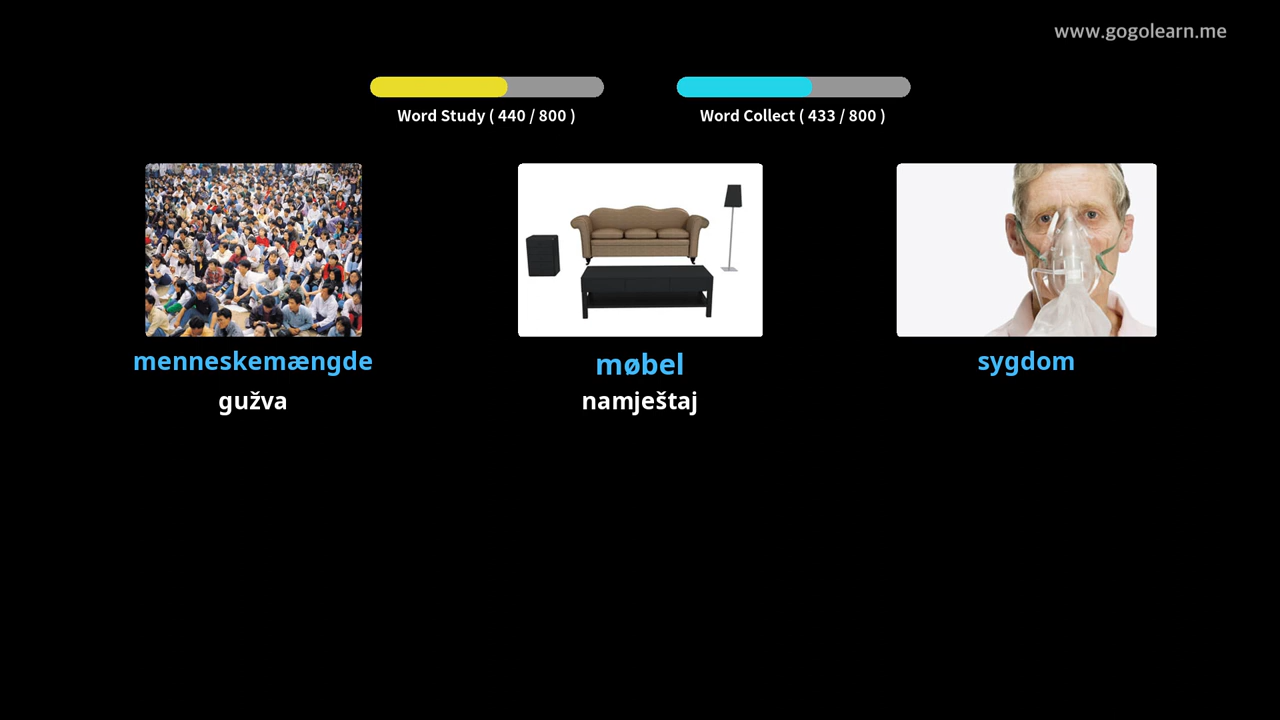 www.gogolearn.me
Word Study ( 440 / 800 )
Word Collect ( 433 / 800 )
menneskemængde
møbel
sygdom
gužva
namještaj